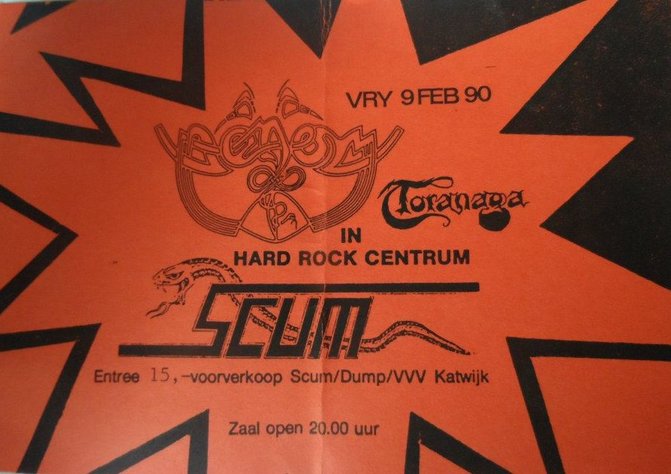 VRY 9 FEB 90
Toranaga
IN
HARD ROCK CENTRUM
SCUM
Entree 15,-voorverkoop Scum/Dump/VVV Katwijk
Zaal open 20.00 uur